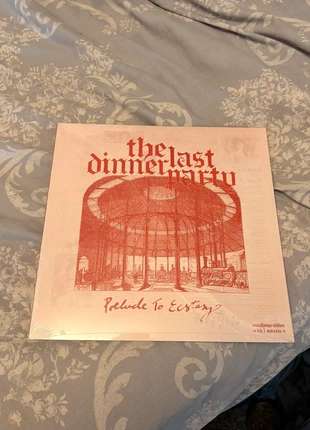 the
dinner last
party
Prelude To Ecstasy